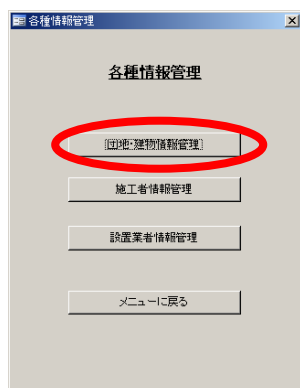 各種情報管理
各種情報管理
団地・建物情報管理
施工者情報管理
設置業者情報管理
メニューに戻る